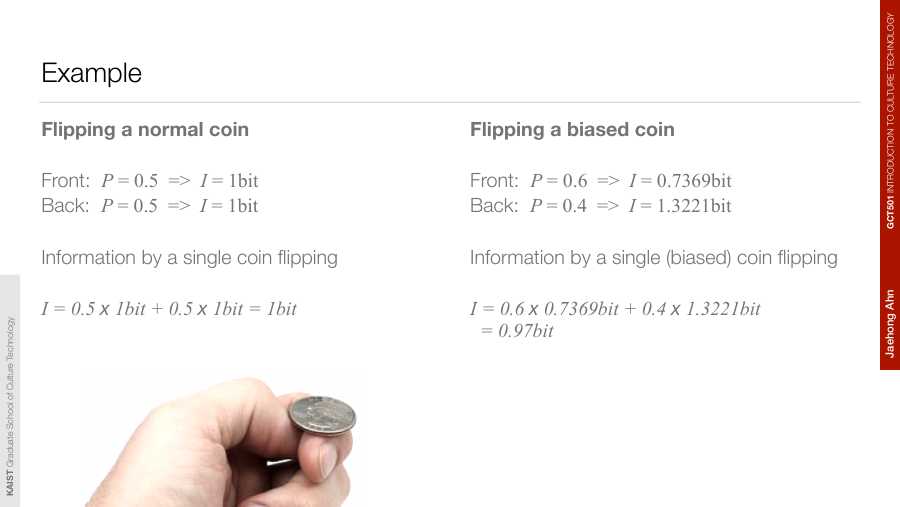 Example
Flipping a normal coin
Front: P = 0.5 => I = 1bit
Back: P = 0.5 => I = 1bit
Information by a single coin flipping
I = 0.5 x 1bit + 0.5 x 1bit = 1bit
Flipping a biased coin
Front: P = 0.6 => I = 0.7369bit
Back: P = 0.4 => I = 1.3221bit
Information by a single (biased) coin flipping
I = 0.6 x 0.7369bit + 0.4 x 1.3221bit
= 0.97bit
GCT501 INTRODUCTION TO CULTURE TECHNOLOGY
Jaehong Ahn
KAIST Graduate School of Culture Technology